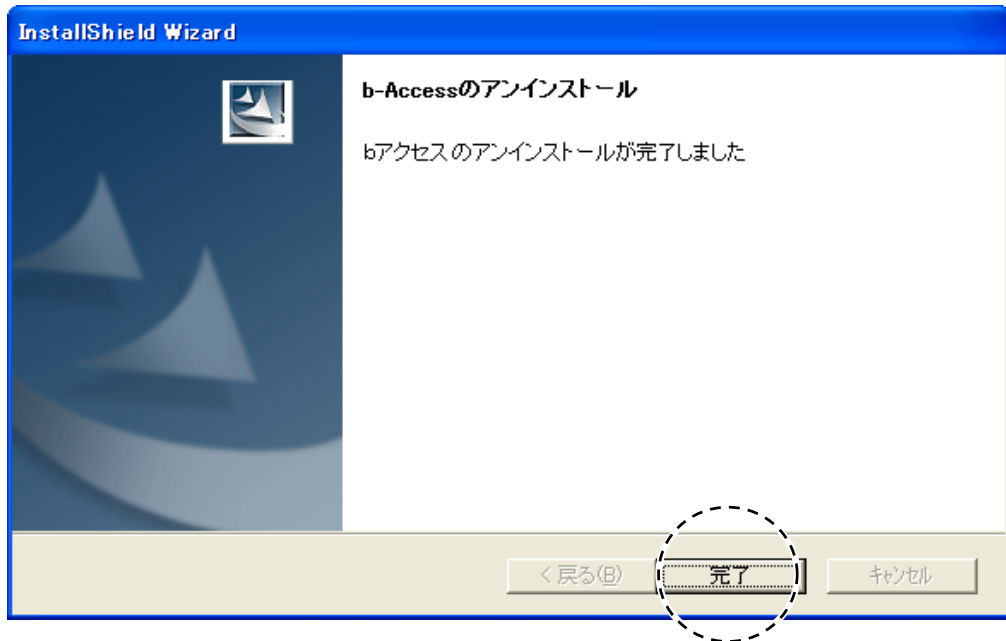 InstallShield Wizard
b-Accessのアンインストール
bアクセスのアンインストールが完了しました
< 戻る(B)
完了
キャンセル